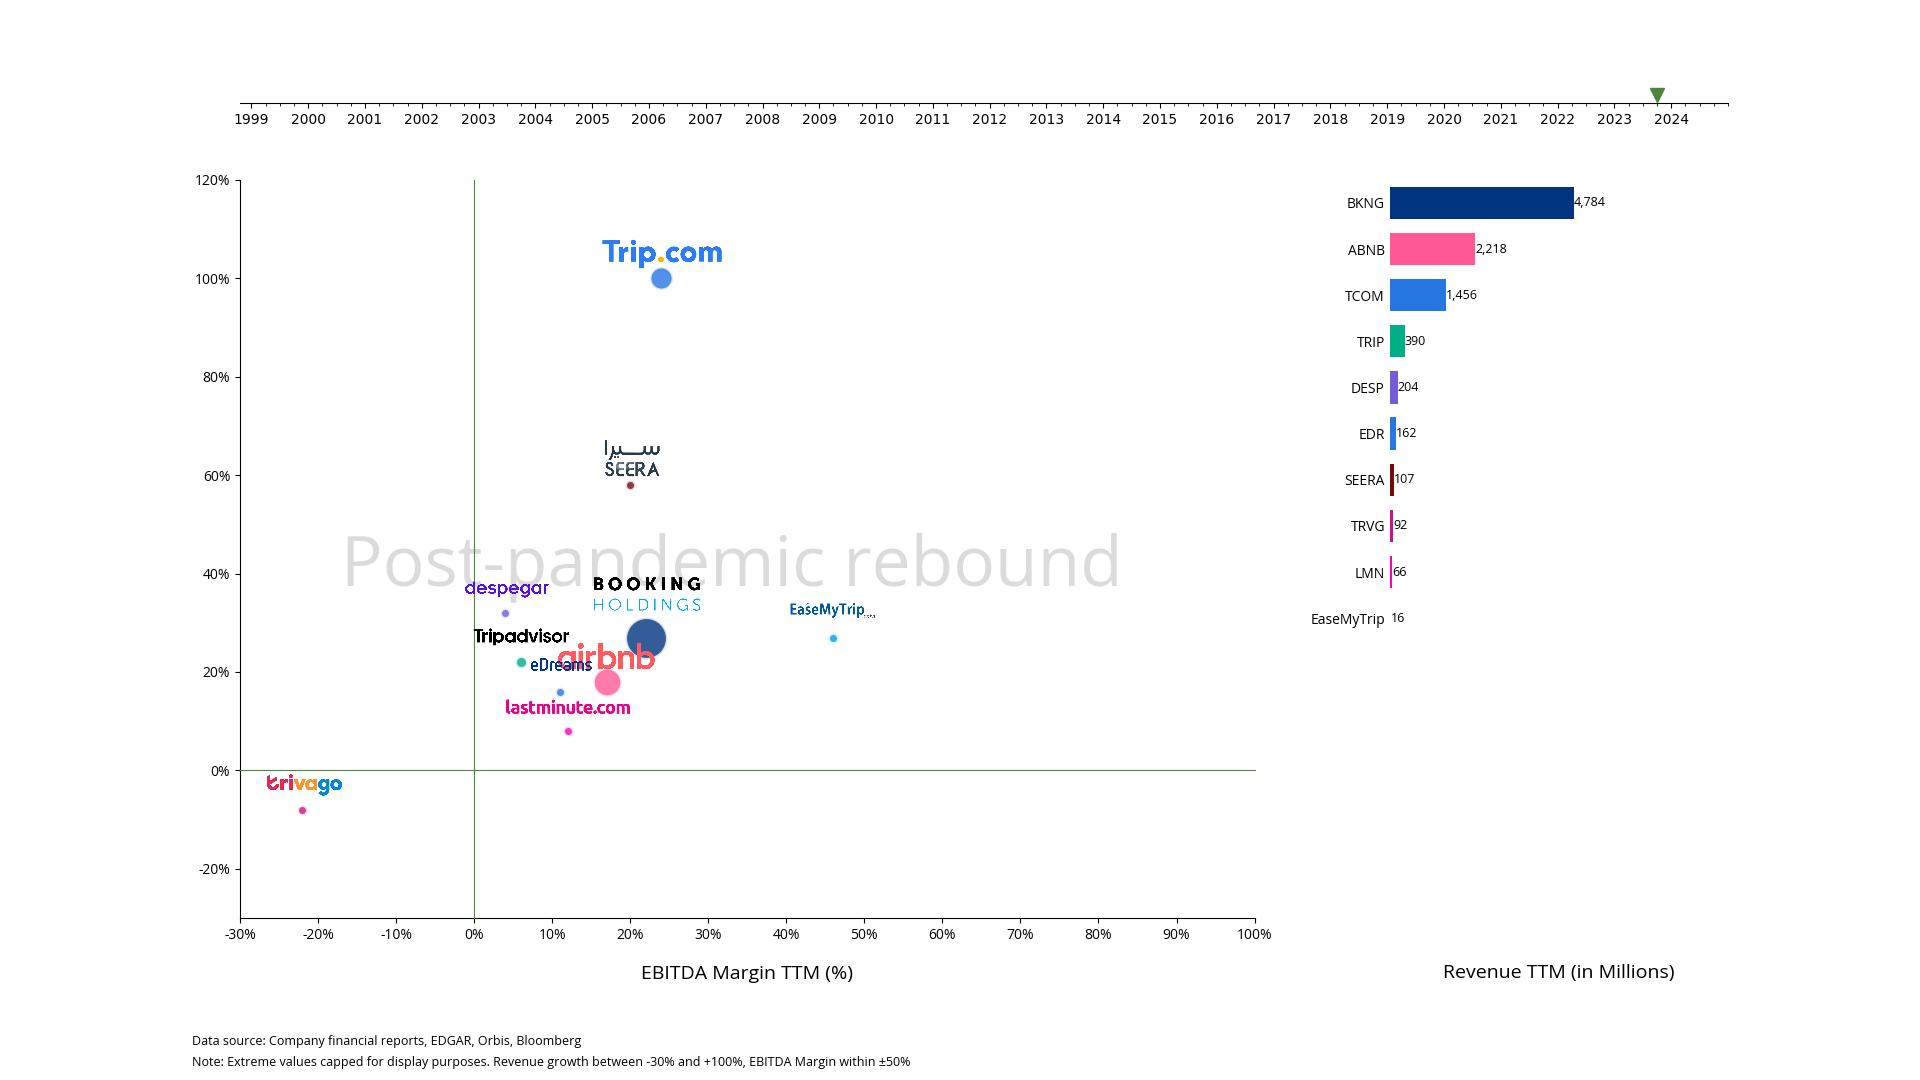 1999 2000 2001 2002 2003 2004 2005 2006 2007 2008 2009 2010 2011 2012 2013 2014 2015 2016 2017 2018 2019 2020 2021 2022 2023 2024
120%
100%
80%
60%
40%
20%
0%
-20%
-30% -20% -10% 0% 10% 20% 30% 40% 50% 60% 70% 80% 90% 100%
EBITDA Margin TTM (%)
Post-pandemic rebound
Trip.com
سيرا
SEERA
despegar
BOOKING
HOLDINGS
EaseMyTrip
Tripadvisor
airbnb
eDreams
lastminute.com
trivago
BKNG 4,784
ABNB 2,218
TCOM 1,456
TRIP 390
DESP 204
EDR 162
SEERA 107
TRVG 92
LMN 66
EaseMyTrip 16
Revenue TTM (in Millions)
Data source: Company financial reports, EDGAR, Orbis, Bloomberg
Note: Extreme values capped for display purposes. Revenue growth between -30% and +100%, EBITDA Margin within ±50%